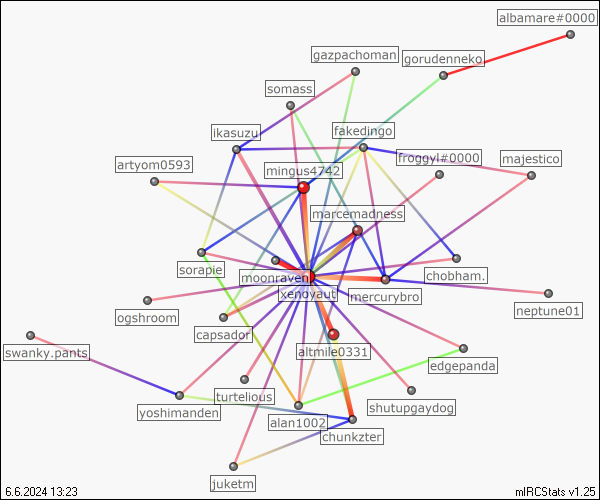 albamare#0000
gazpachoman
gorudenneko
somass
ikasuzu
fakedingo
artyom0593
mingus4742
froggyl#0000
majestico
marcemadness
sorapie
moonraven
chobham.
xenoyaut
mercurybro
ogshroom
neptune01
capsador
swanky.pants
altmile0331
edgepanda
turtelious
yoshimanden
shutupgaydog
alan1002
chunkzter
juketm
6.6.2024 13:23
mIRCStats v1.25